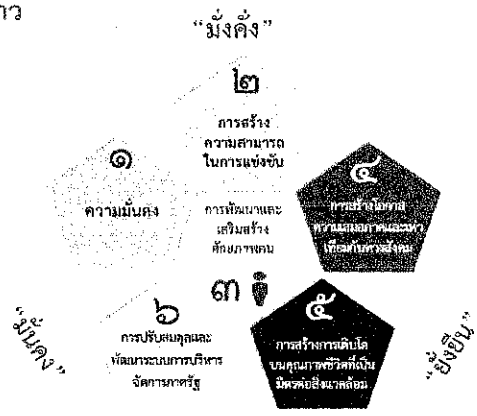 าว
“มั่งคั่ง”
๒
การสร้าง
ความสามารถ
ในการแข่งขัน
๑
ความมั่นคง
การพัฒนาและ
เสริมสร้าง
ศักยภาพคน
๓
๔
การสร้างโอกาส
ความเสมอภาคและเท่า
เทียมกันทางสังคม
๖
การปรับสมดุลและ
พัฒนาระบบการบริหาร
จัดการภาครัฐ
๕
การสร้างการเติบโต
บนคุณภาพชีวิตที่เป็น
มิตรต่อสิ่งแวดล้อม
“มั่นคง”
“ยั่งยืน”